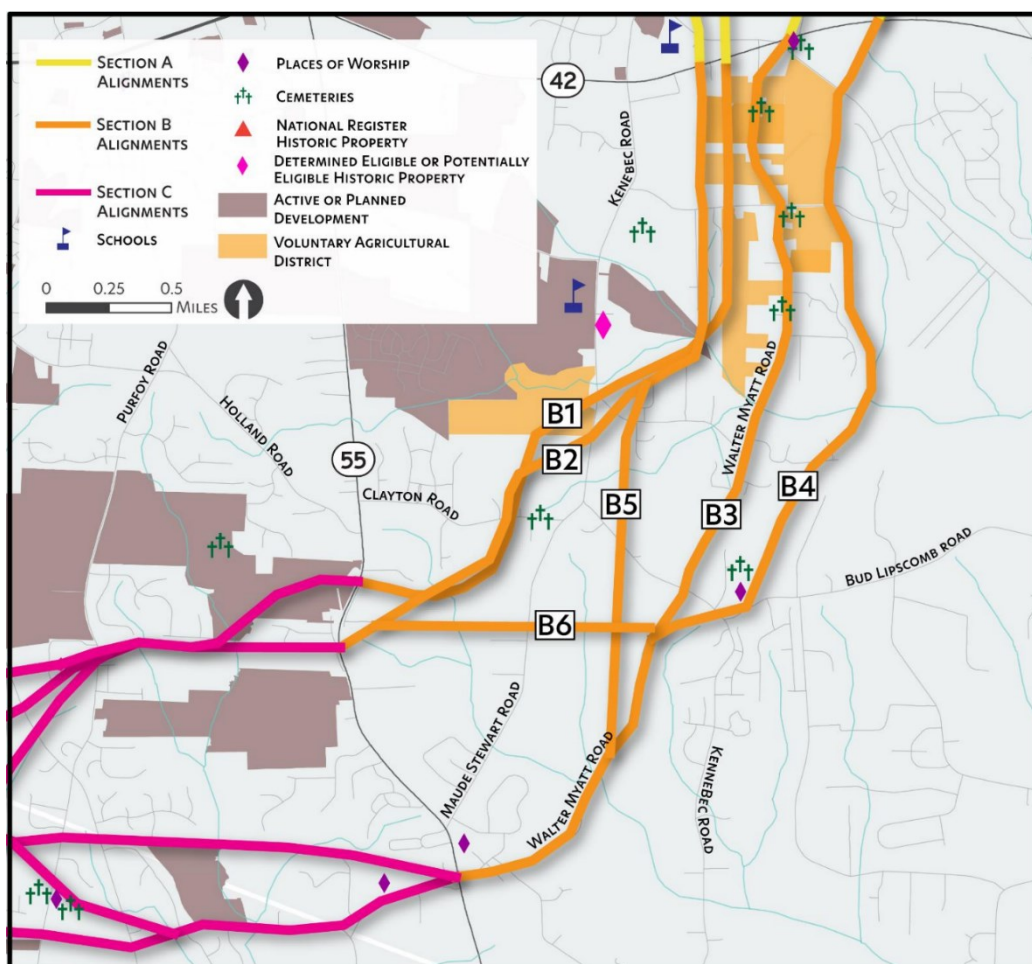 SECTION A
ALIGNMENTS
SECTION B
ALIGNMENTS
SECTION C
ALIGNMENTS
SCHOOLS
0 0.25 0.5
MILES
PLACES OF WORSHIP
CEMETERIES
NATIONAL REGISTER
HISTORIC PROPERTY
DETERMINED ELIGIBLE OR POTENTIALLY
ELIGIBLE HISTORIC PROPERTY
ACTIVE OR PLANNED
DEVELOPMENT
VOLUNTARY AGRICULTURAL
DISTRICT
42
KENEBEC ROAD
PURFOY ROAD
HOLLAND ROAD
55
CLAYTON ROAD
B1
B2
B5
B3
B4
WALTER MYATT ROAD
BUD LIPSCOMB ROAD
B6
MAUDE STEWART ROAD
WALTER MYATT ROAD
KENNEBEC ROAD